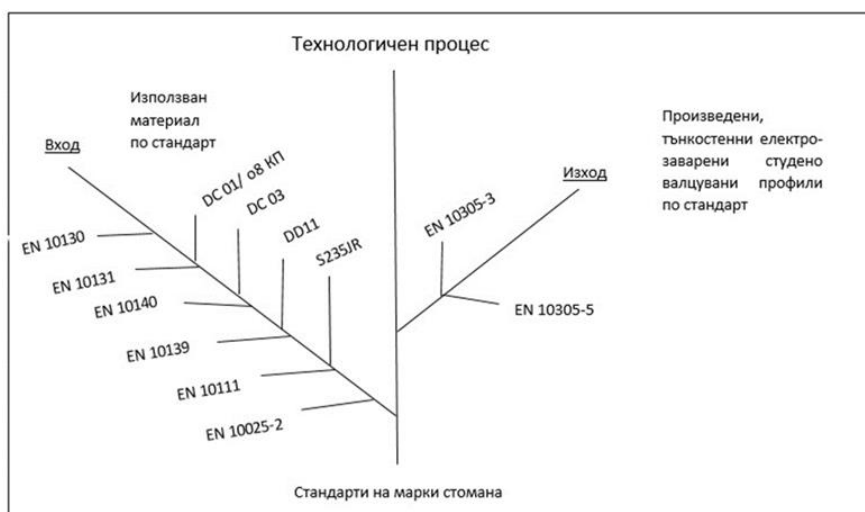 Технологичен процес
Използван
материал
по стандарт
Вход
DC 01/ о8 КП
DC 03
DD11
S235JR
EN 10130
EN 10131
EN 10140
EN 10139
EN 10111
EN 10025-2
Произведени,
тънкостенни електро-
заварени студено
валцувани профили
по стандарт
Изход
EN 10305-3
EN 10305-5
Стандарти на марки стомана